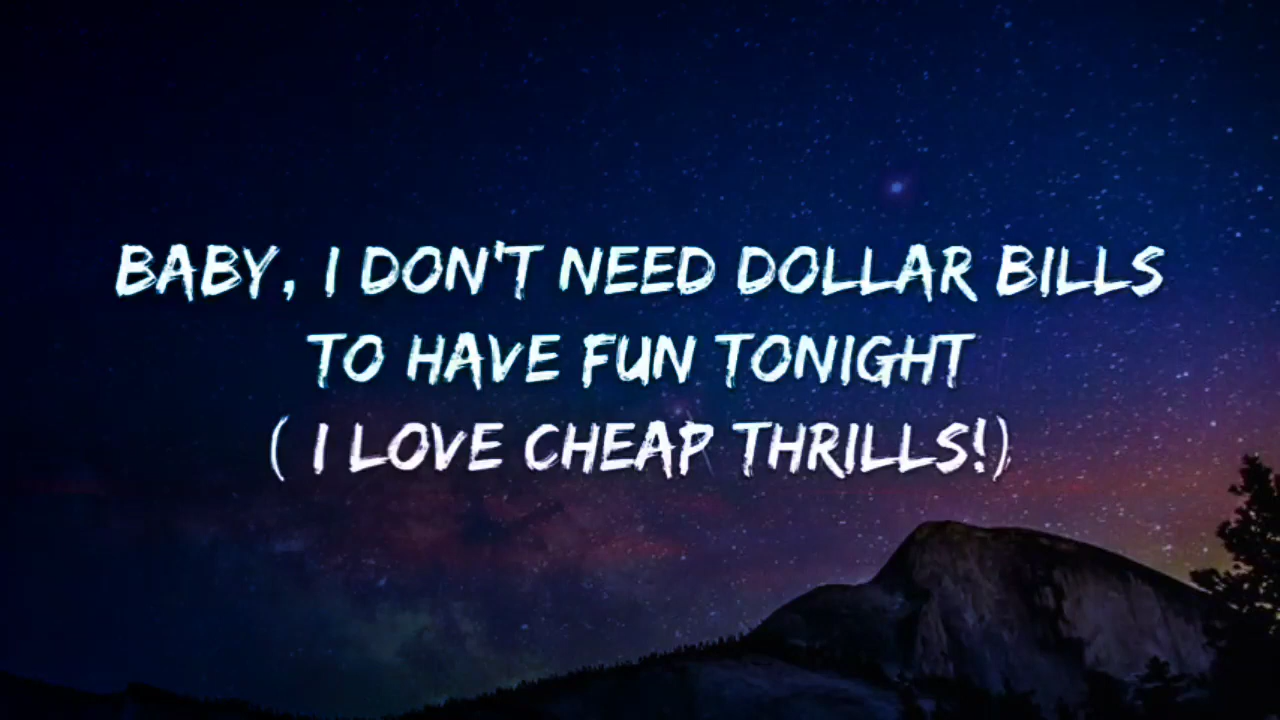 BABY, I DON'T NEED DOLLAR BILLS
TO HAVE FUN TONIGHT
( I LOVE CHEAP THRILLS!)